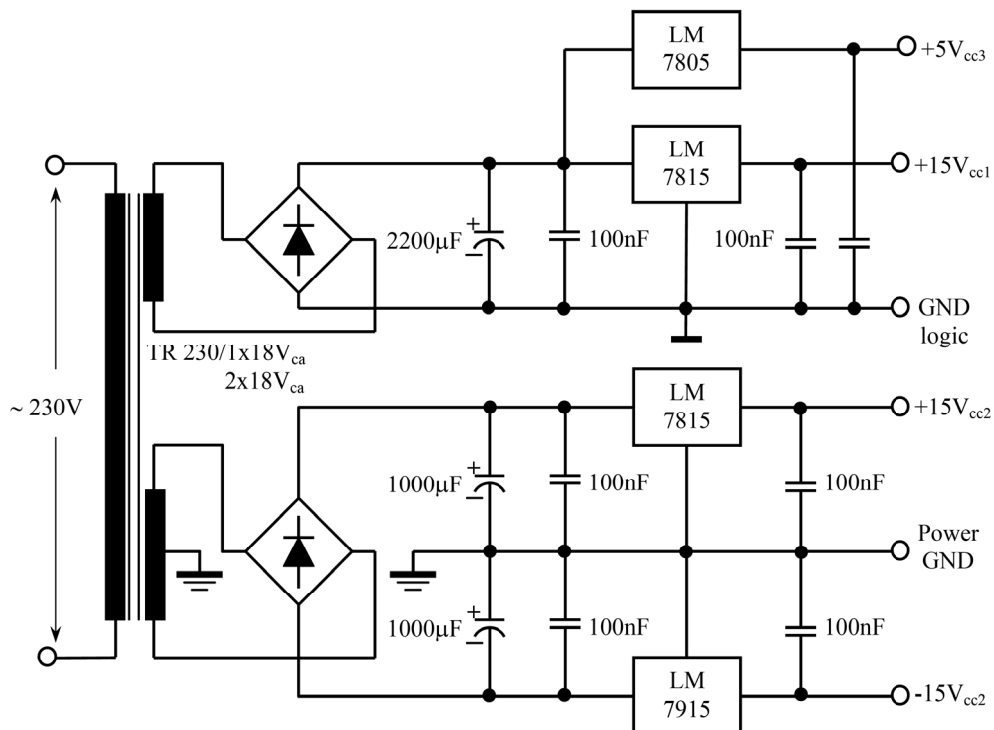 LM
7805
+5Vcc3
LM
7815
+15Vcc1
2200µF
+
−
100nF
100nF
GND
logic
TR 230/1x18Vca
2x18Vca
~ 230V
LM
7815
+15Vcc2
1000µF
+
−
100nF
100nF
Power
GND
1000µF
+
−
100nF
100nF
LM
7915
-15Vcc2